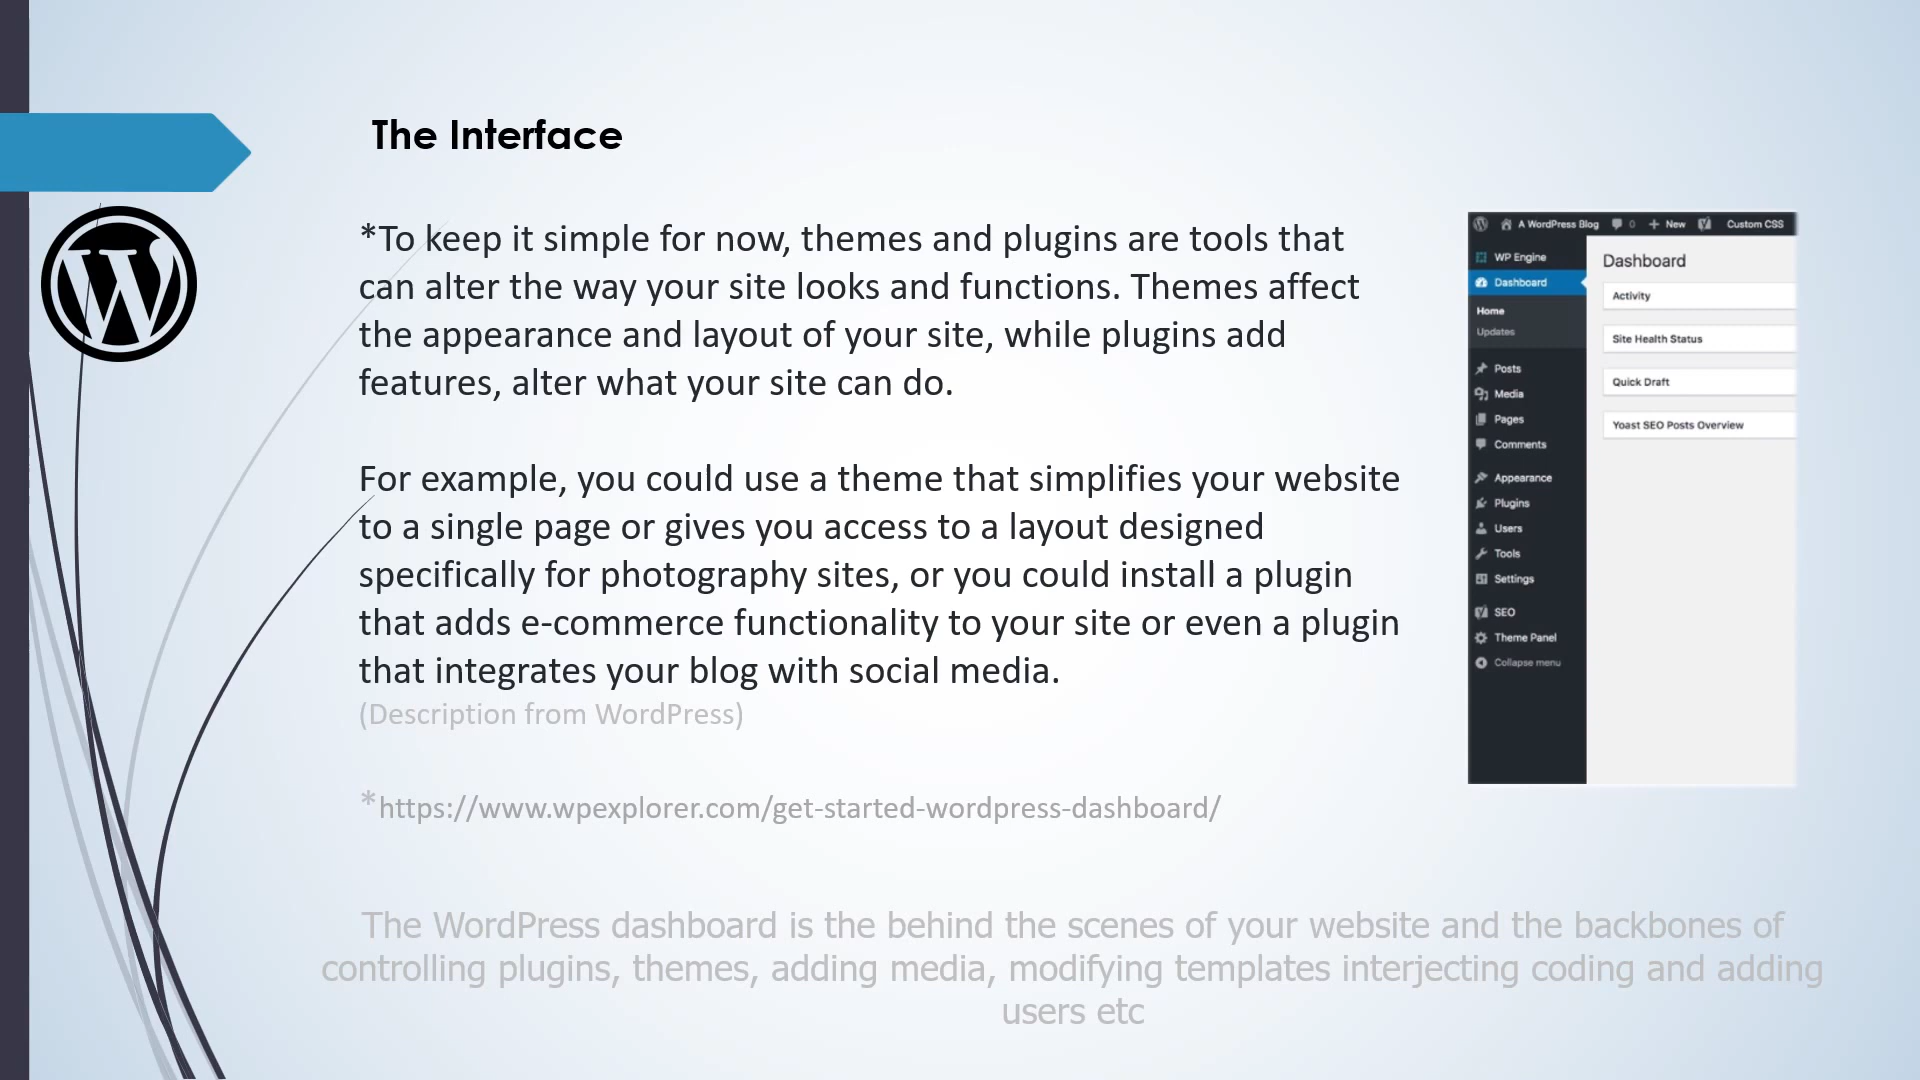 The Interface
*To keep it simple for now, themes and plugins are tools that
can alter the way your site looks and functions. Themes affect
the appearance and layout of your site, while plugins add
features, alter what your site can do.
For example, you could use a theme that simplifies your website
to a single page or gives you access to a layout designed
specifically for photography sites, or you could install a plugin
that adds e-commerce functionality to your site or even a plugin
that integrates your blog with social media.
(Description from WordPress)
*https://www.wpexplorer.com/get-started-wordpress-dashboard/
A WordPress Blog 0 New Custom CSS
WP Engine
Dashboard
Home
Updates
Posts
Media
Pages
Comments
Appearance
Plugins
Users
Tools
Settings
SEO
Theme Panel
Collapse menu
Dashboard
Activity
Site Health Status
Quick Draft
Yoast SEO Posts Overview
The WordPress dashboard is the behind the scenes of your website and the backbones of
controlling plugins, themes, adding media, modifying templates interjecting coding and adding
users etc